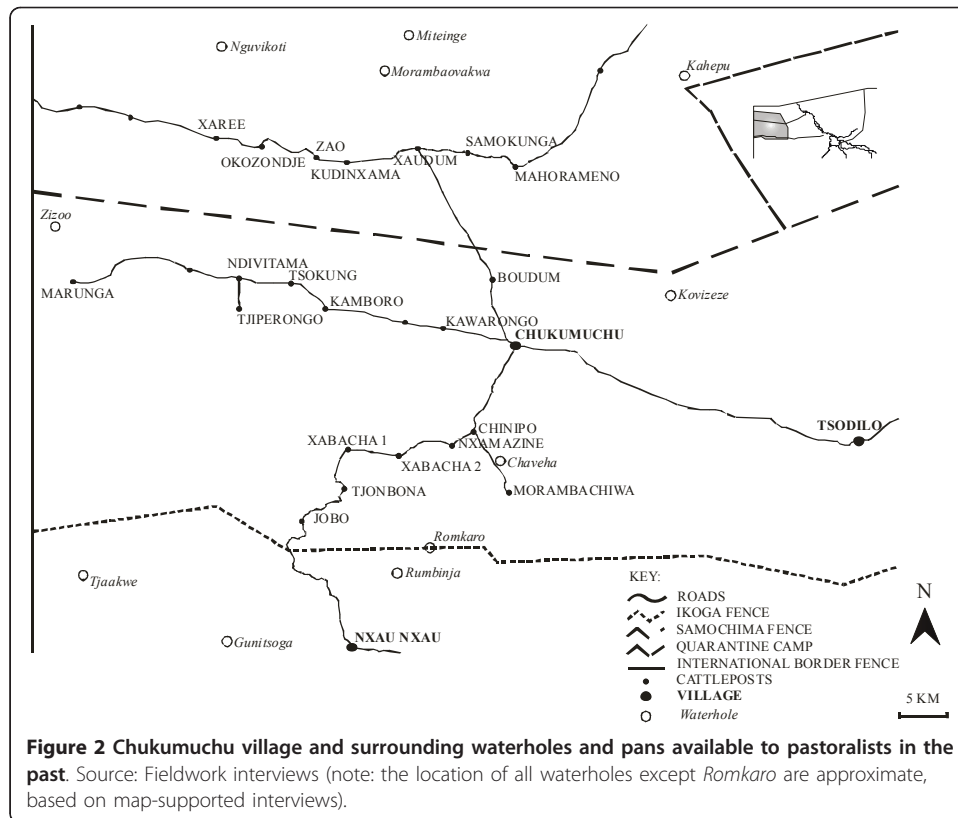 Miteinge
Nguvikoti
Morambaovakwa
Kahepu
XAREE
ZAO
SAMOKUNGA
OKOZONDJE
XAUDUM
KUDINXAMA
MAHORAMENO
Zizoo
NDIVITAMA
TSOKUNG
BOUDUM
MARUNGA
Kovizeze
KAMBORO
TJIPERONGO
KAWARONGO
CHUKUMUCHU
TSODILO
CHINIPO
XABACHA 1
NXAMAZINE
XABACHA 2
Chaveha
TJONBONA
MORAMBACHIWA
JOBO
Romkaro
Tjaakwe
Rumbinja
Gunitsoga
NXAU NXAU
KEY:
ROADS
IKOGA FENCE
SAMOCHIMA FENCE
QUARANTINE CAMP
INTERNATIONAL BORDER FENCE
CATTLEPOSTS
VILLAGE
Waterhole
N
5 KM
Figure 2 Chukumuchu village and surrounding waterholes and pans available to pastoralists in the
past. Source: Fieldwork interviews (note: the location of all waterholes except Romkaro are approximate,
based on map-supported interviews).